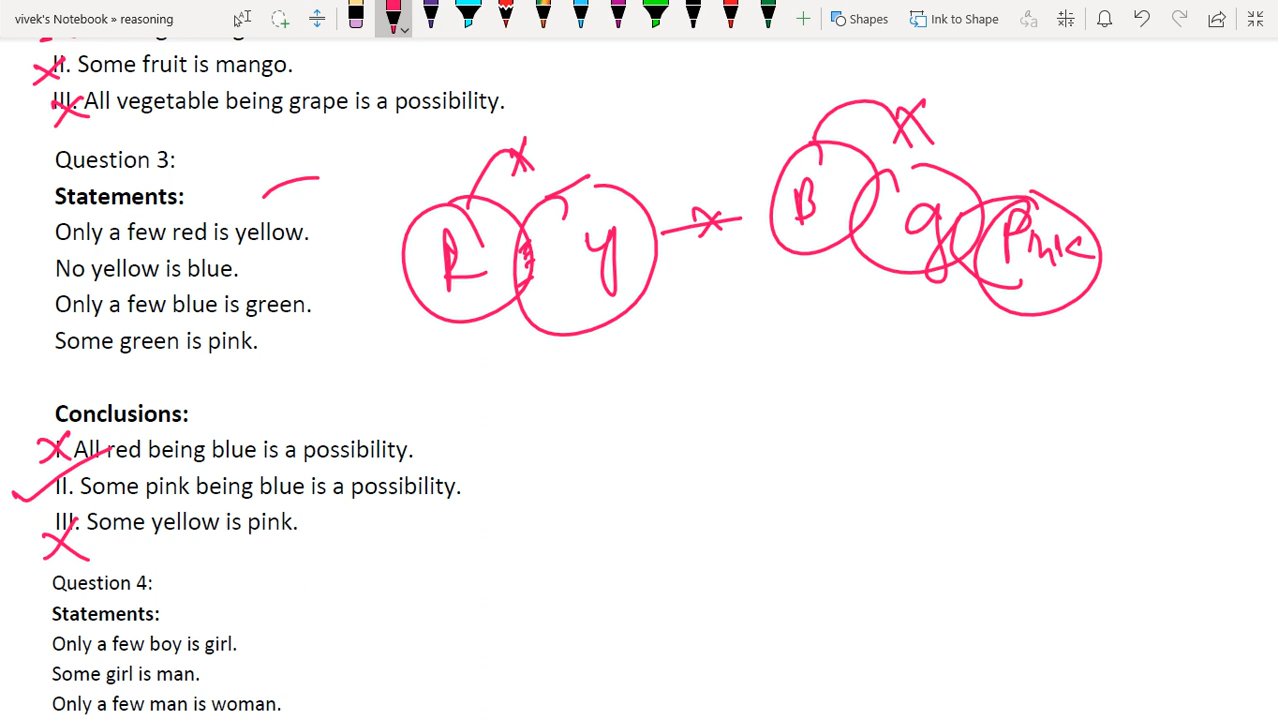 vivek's Notebook » reasoning
Shapes
Ink to Shape
II. Some fruit is mango.
III. All vegetable being grape is a possibility.
Question 3:
Statements:
Only a few red is yellow.
No yellow is blue.
Only a few blue is green.
Some green is pink.
R
y
B
g
Pink
Conclusions:
I. All red being blue is a possibility.
II. Some pink being blue is a possibility.
III. Some yellow is pink.
Question 4:
Statements:
Only a few boy is girl.
Some girl is man.
Only a few man is woman.